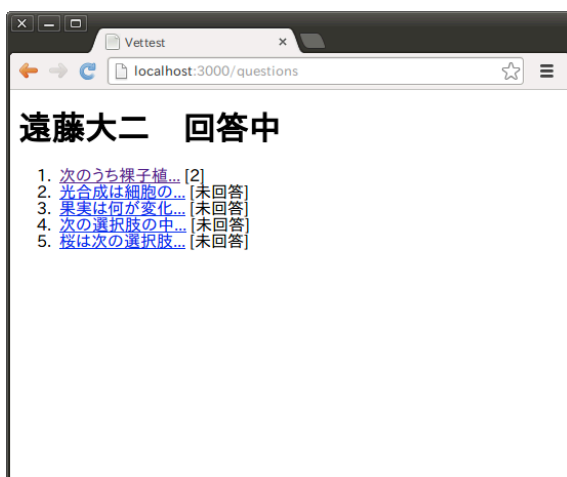 Vettest
localhost:3000/questions
遠藤大二　回答中
1. 次のうち裸子植... [2]
2. 光合成は細胞の... [未回答]
3. 果実は何が変化... [未回答]
4. 次の選択肢の中... [未回答]
5. 桜は次の選択肢... [未回答]